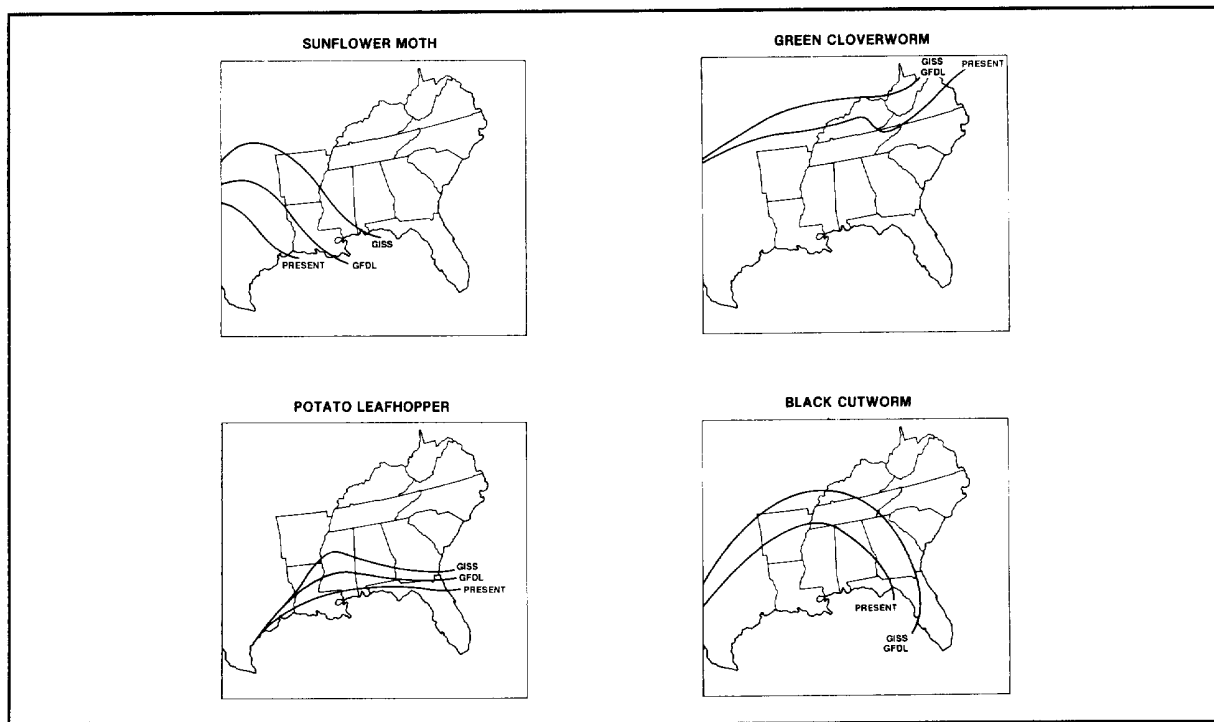 SUNFLOWER MOTH
GISS
PRESENT
GFDL
GREEN CLOVERWORM
GISS
GFDL
PRESENT
POTATO LEAFHOPPER
GISS
GFDL
PRESENT
BLACK CUTWORM
PRESENT
GISS
GFDL